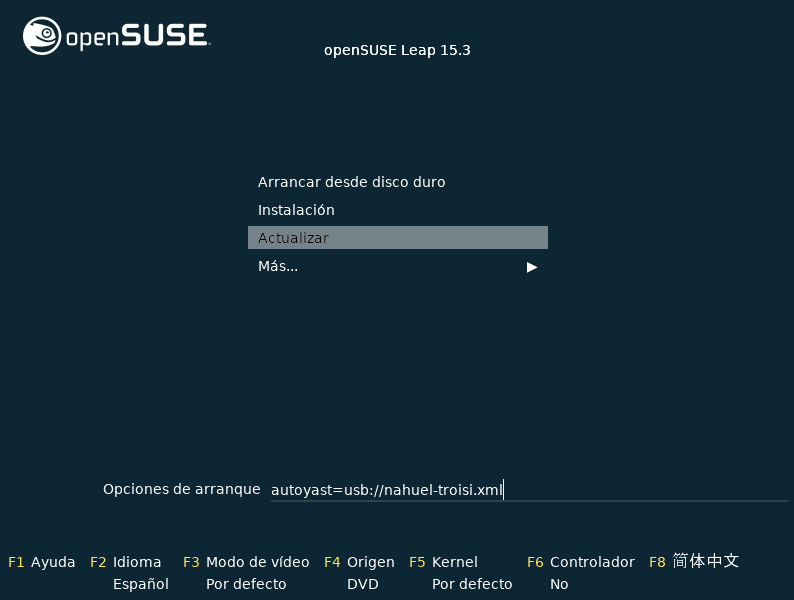 openSUSE
openSUSE Leap 15.3
Arrancar desde disco duro
Instalación
Actualizar
Más...
Opciones de arranque autoyast=usb://nahuel-troisi.xml
F1 Ayuda F2 Idioma F3 Modo de vídeo F4 Origen F5 Kernel F6 Controlador F8 简体中文
Español Por defecto DVD Por defecto No